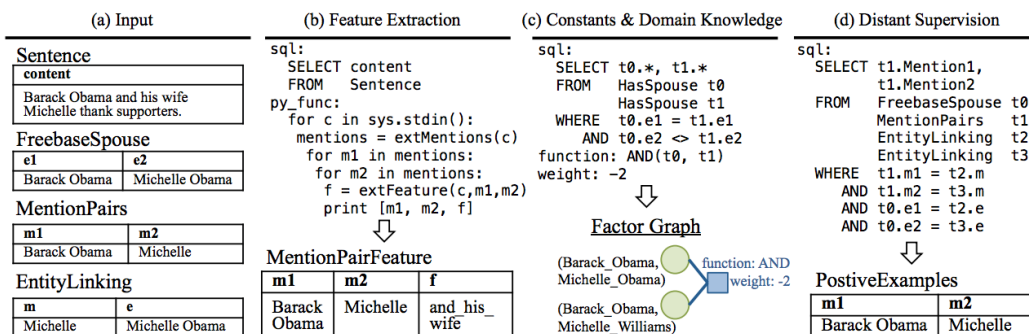 (a) Input
Sentence
content
Barack Obama and his wife
Michelle thank supporters.
FreebaseSpouse
e1 e2
Barack Obama Michelle Obama
MentionPairs
m1 m2
Barack Obama Michelle
EntityLinking
m e
Michelle Michelle Obama
(b) Feature Extraction
sql:
SELECT content
FROM Sentence
py_func:
for c in sys.stdin():
mentions = extMentions(c)
for m1 in mentions:
for m2 in mentions:
f = extFeature(c,m1,m2)
print [m1, m2, f]
MentionPairFeature
m1 m2 f
Barack Michelle and_his_
Obama wife
(c) Constants & Domain Knowledge
sql:
SELECT t0.*, t1.*
FROM HasSpouse t0
HasSpouse t1
WHERE t0.e1 = t1.e1
AND t0.e2 <> t1.e2
function: AND(t0, t1)
weight: -2
Factor Graph
(Barack_Obama,
Michelle_Obama)
function: AND
weight: -2
(Barack_Obama,
Michelle_Williams)
(d) Distant Supervision
sql:
SELECT t1.Mention1,
t1.Mention2
FROM FreebaseSpouse t0
MentionPairs t1
EntityLinking t2
EntityLinking t3
WHERE t1.m1 = t2.m
AND t1.m2 = t3.m
AND t0.e1 = t2.e
AND t0.e2 = t3.e
PostiveExamples
m1 m2
Barack Obama Michelle